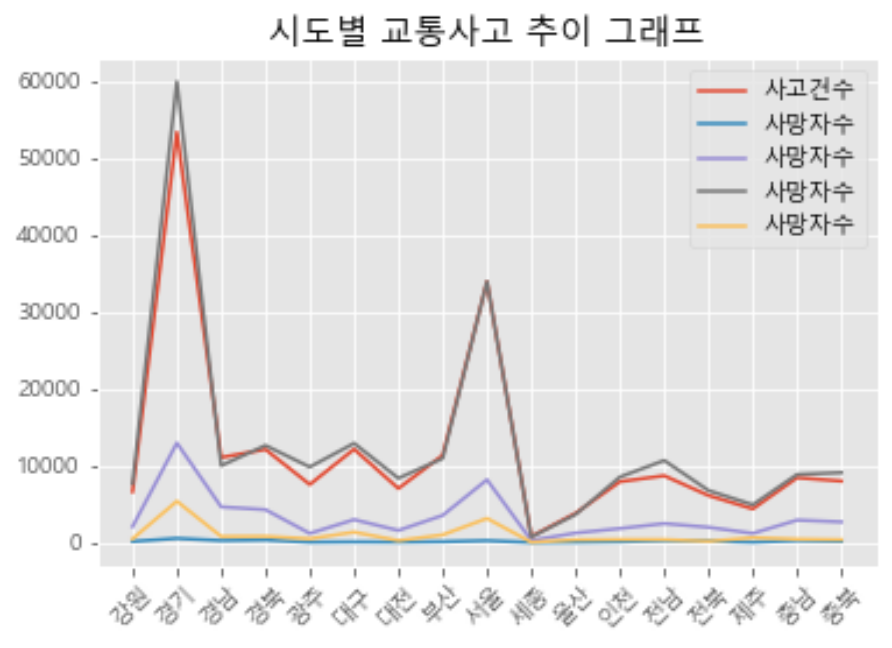 시도별 교통사고 추이 그래프
사고건수
사망자수
사망자수
사망자수
사망자수
60000
50000
40000
30000
20000
10000
0
강원 경기 경남 경북 광주 대구 대전 부산 서울 세종 울산 인천 전남 전북 제주 충남 충북